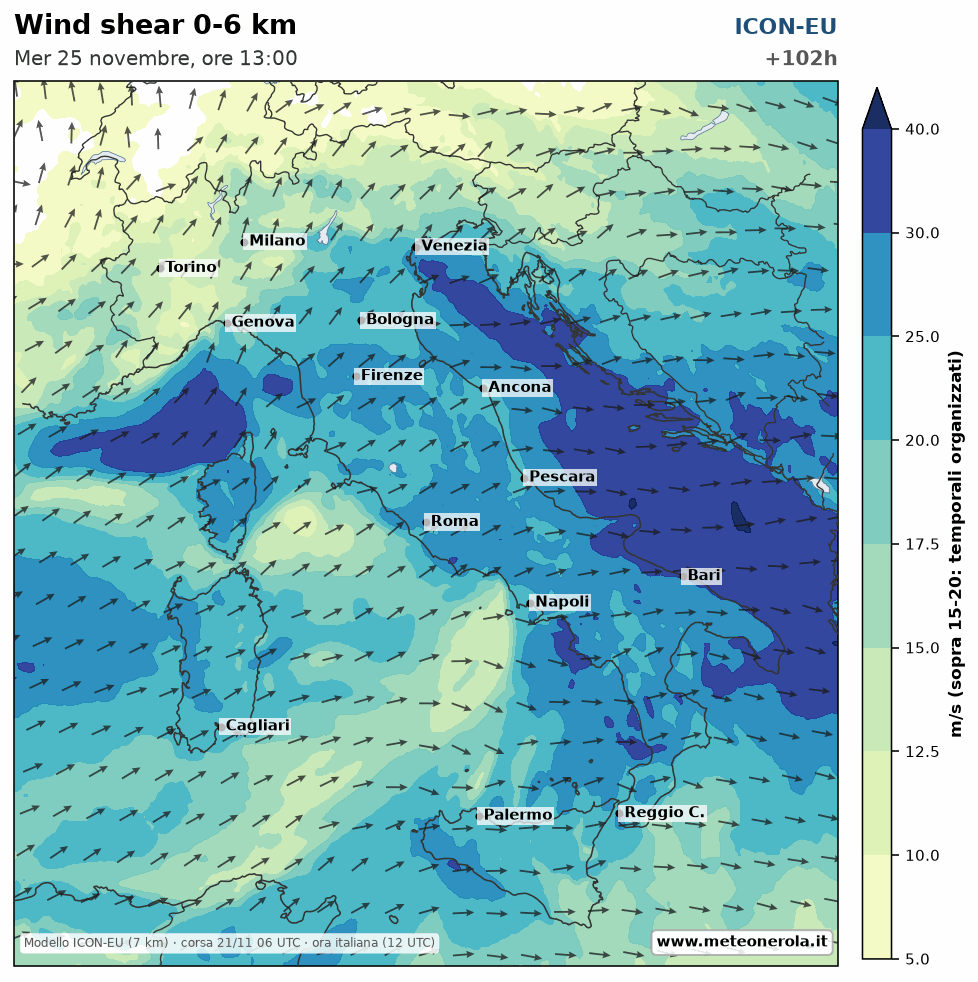 Wind shear 0-6 km
ICON-EU
Mer 25 novembre, ore 13:00
+102h
Milano
Venezia
Torino
Genova
Bologna
Firenze
Ancona
Pescara
Roma
Bari
Napoli
Cagliari
Palermo
Reggio C.
Modello ICON-EU (7 km) · corsa 21/11 06 UTC · ora italiana (12 UTC)
www.meteonerola.it
40.0
30.0
25.0
20.0
17.5
15.0
12.5
10.0
5.0
m/s (sopra 15-20: temporali organizzati)